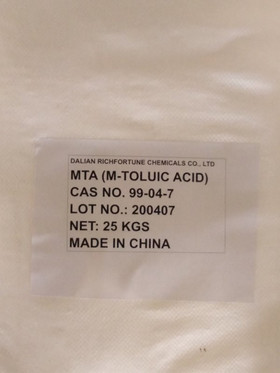 DALIAN RICHFORTUNE CHEMICALS CO., LTD
MTA (M-TOLUIC ACID)
CAS NO. 99-04-7
LOT NO.: 200407
NET: 25 KGS
MADE IN CHINA